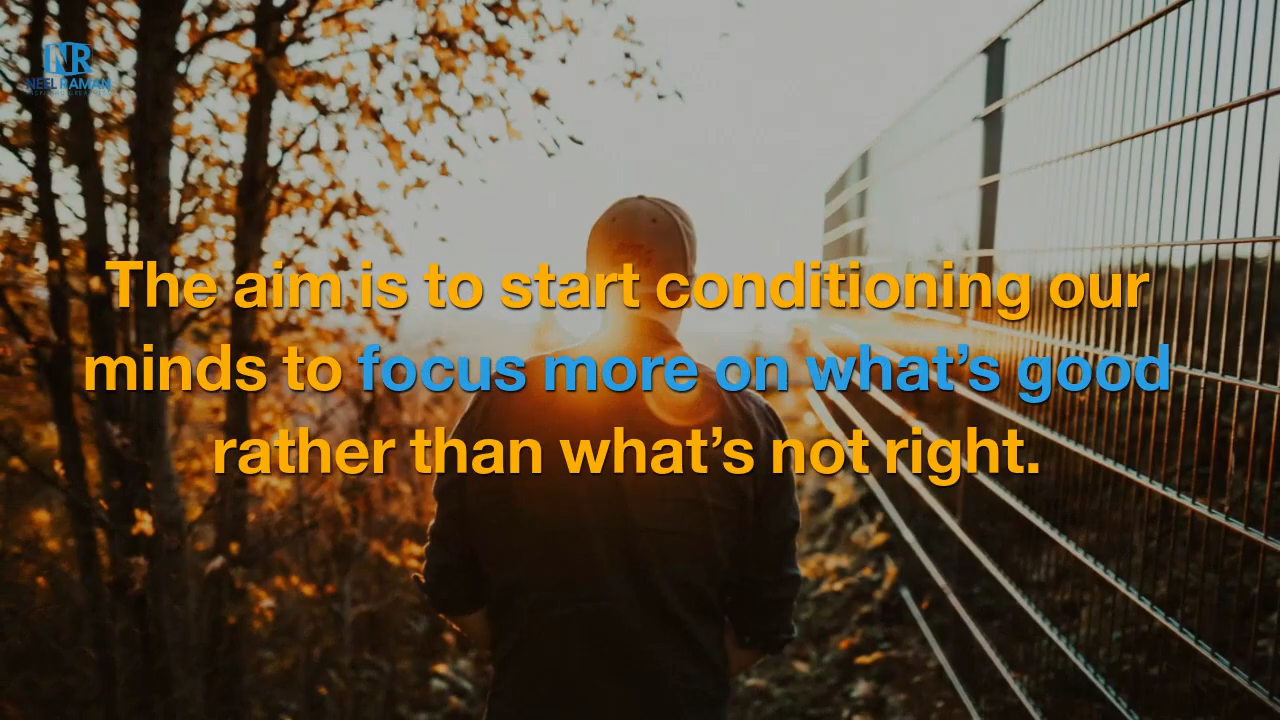 NR
NEEL RAMAN
The aim is to start conditioning our
minds to focus more on what’s good
rather than what’s not right.